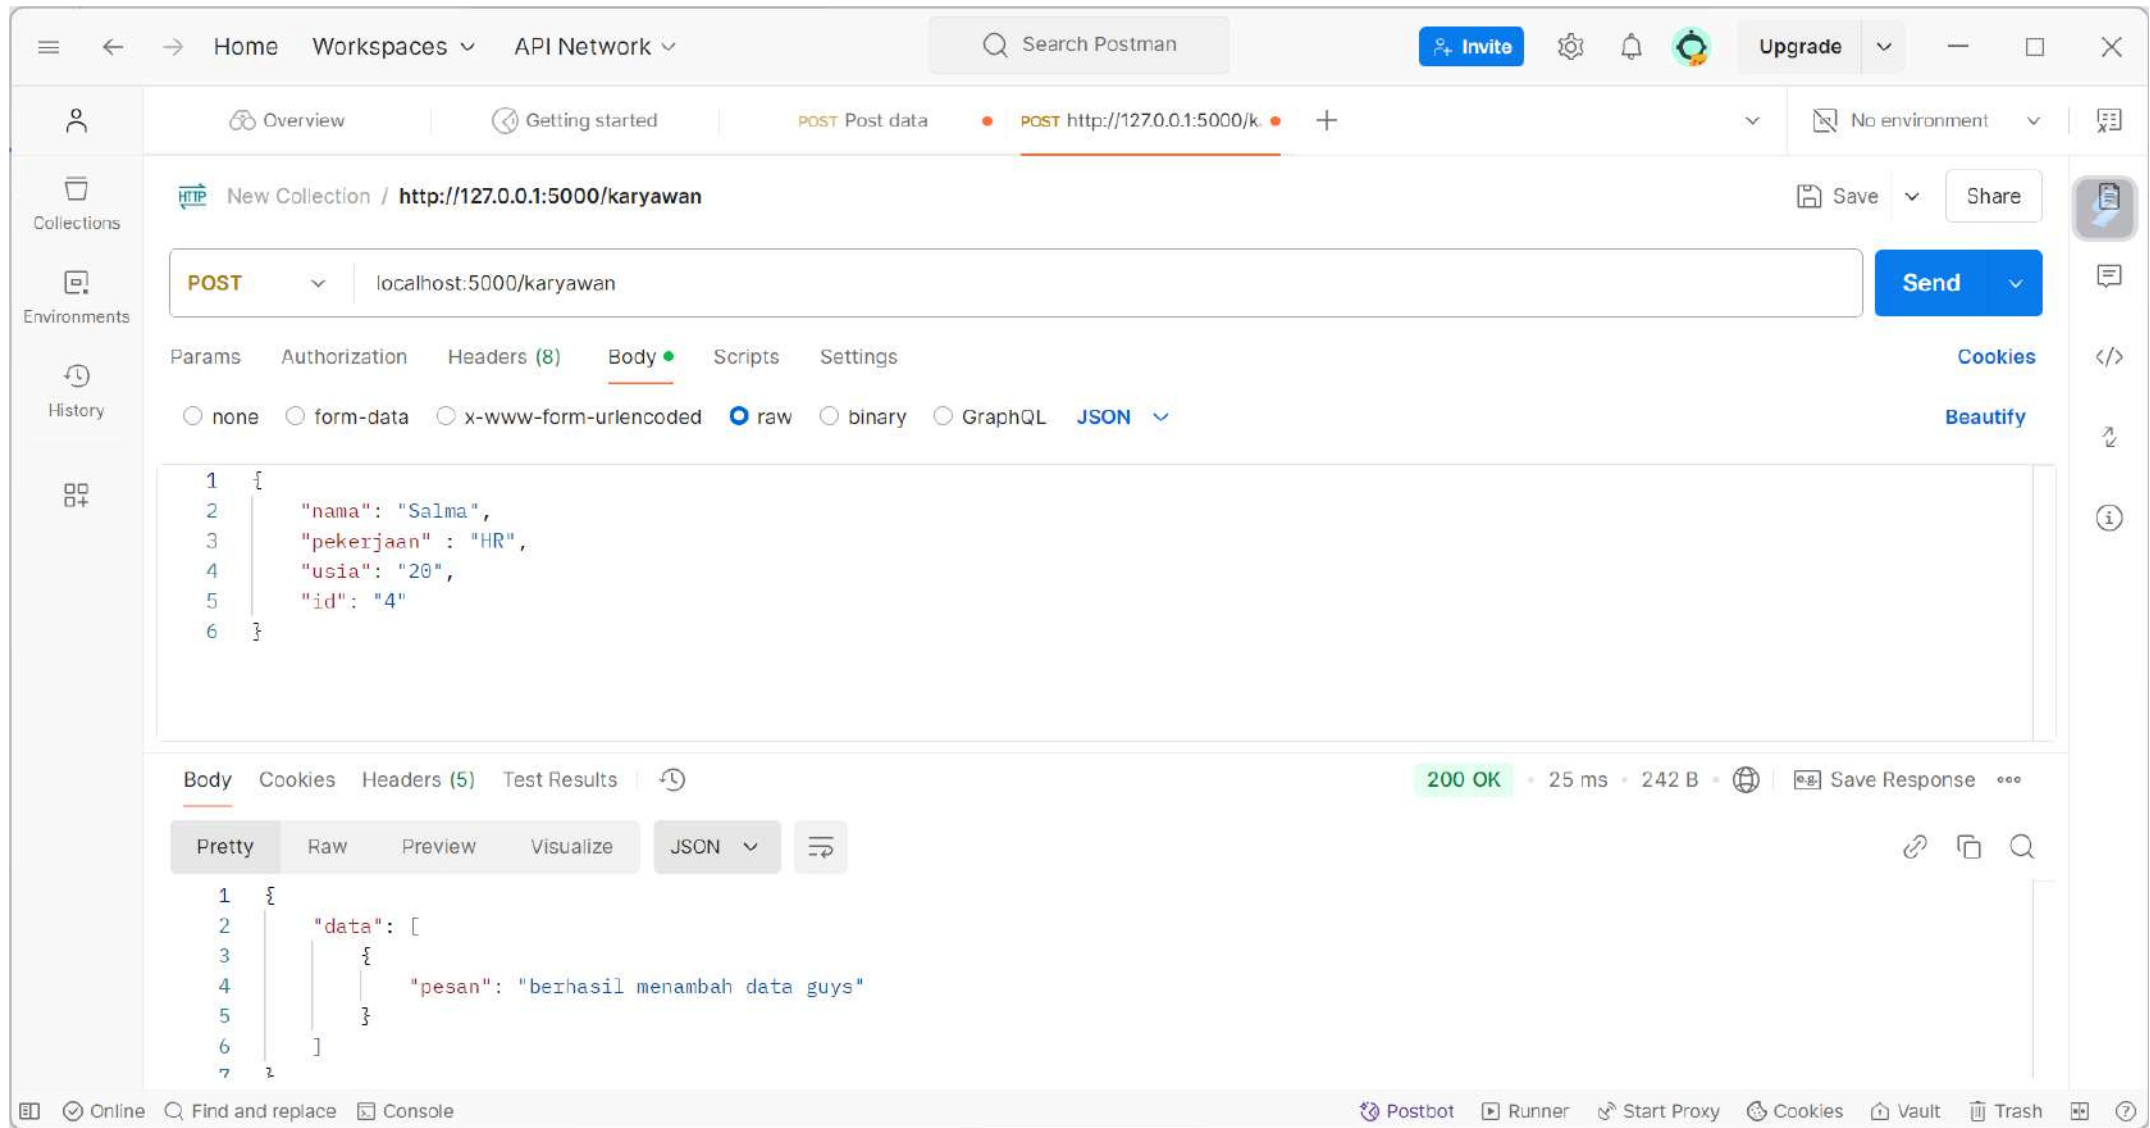 Home Workspaces API Network Search Postman Invite Upgrade
Overview Getting started POST Post data POST http://127.0.0.1:5000/k. No environment
HTTP New Collection / http://127.0.0.1:5000/karyawan Save Share
Collections
POST localhost:5000/karyawan Send
Environments
Params Authorization Headers (8) Body Scripts Settings Cookies
History
none form-data x-www-form-urlencoded raw binary GraphQL JSON Beautify
1 {
2 "nama": "Salma",
3 "pekerjaan" : "HR",
4 "usia": "20",
5 "id": "4"
6 }
Body Cookies Headers (5) Test Results 200 OK • 25 ms • 242 B • e.g. Save Response
Pretty Raw Preview Visualize JSON
1 {
2 "data": [
3 {
4 "pesan": "berhasil menambah data guys"
5 }
6 ]
7 }
Online Find and replace Console Postbot Runner Start Proxy Cookies Vault Trash